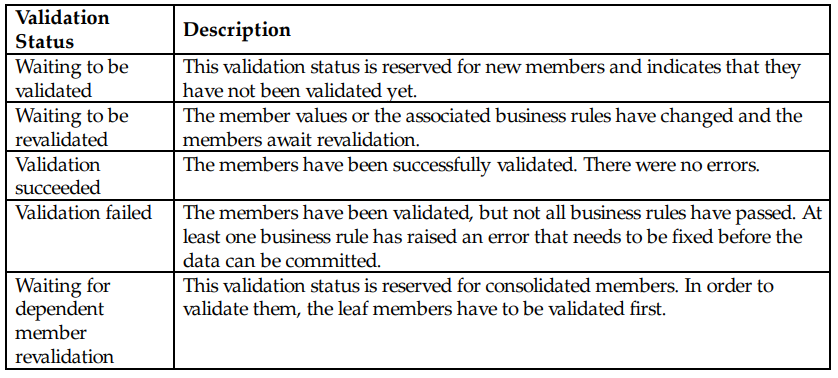 Validation
Status
Description
Waiting to be
validated
This validation status is reserved for new members and indicates that they
have not been validated yet.
Waiting to be
revalidated
The member values or the associated business rules have changed and the
members await revalidation.
Validation
succeeded
The members have been successfully validated. There were no errors.
Validation failed
The members have been validated, but not all business rules have passed. At
least one business rule has raised an error that needs to be fixed before the
data can be committed.
Waiting for
dependent
member
revalidation
This validation status is reserved for consolidated members. In order to
validate them, the leaf members have to be validated first.